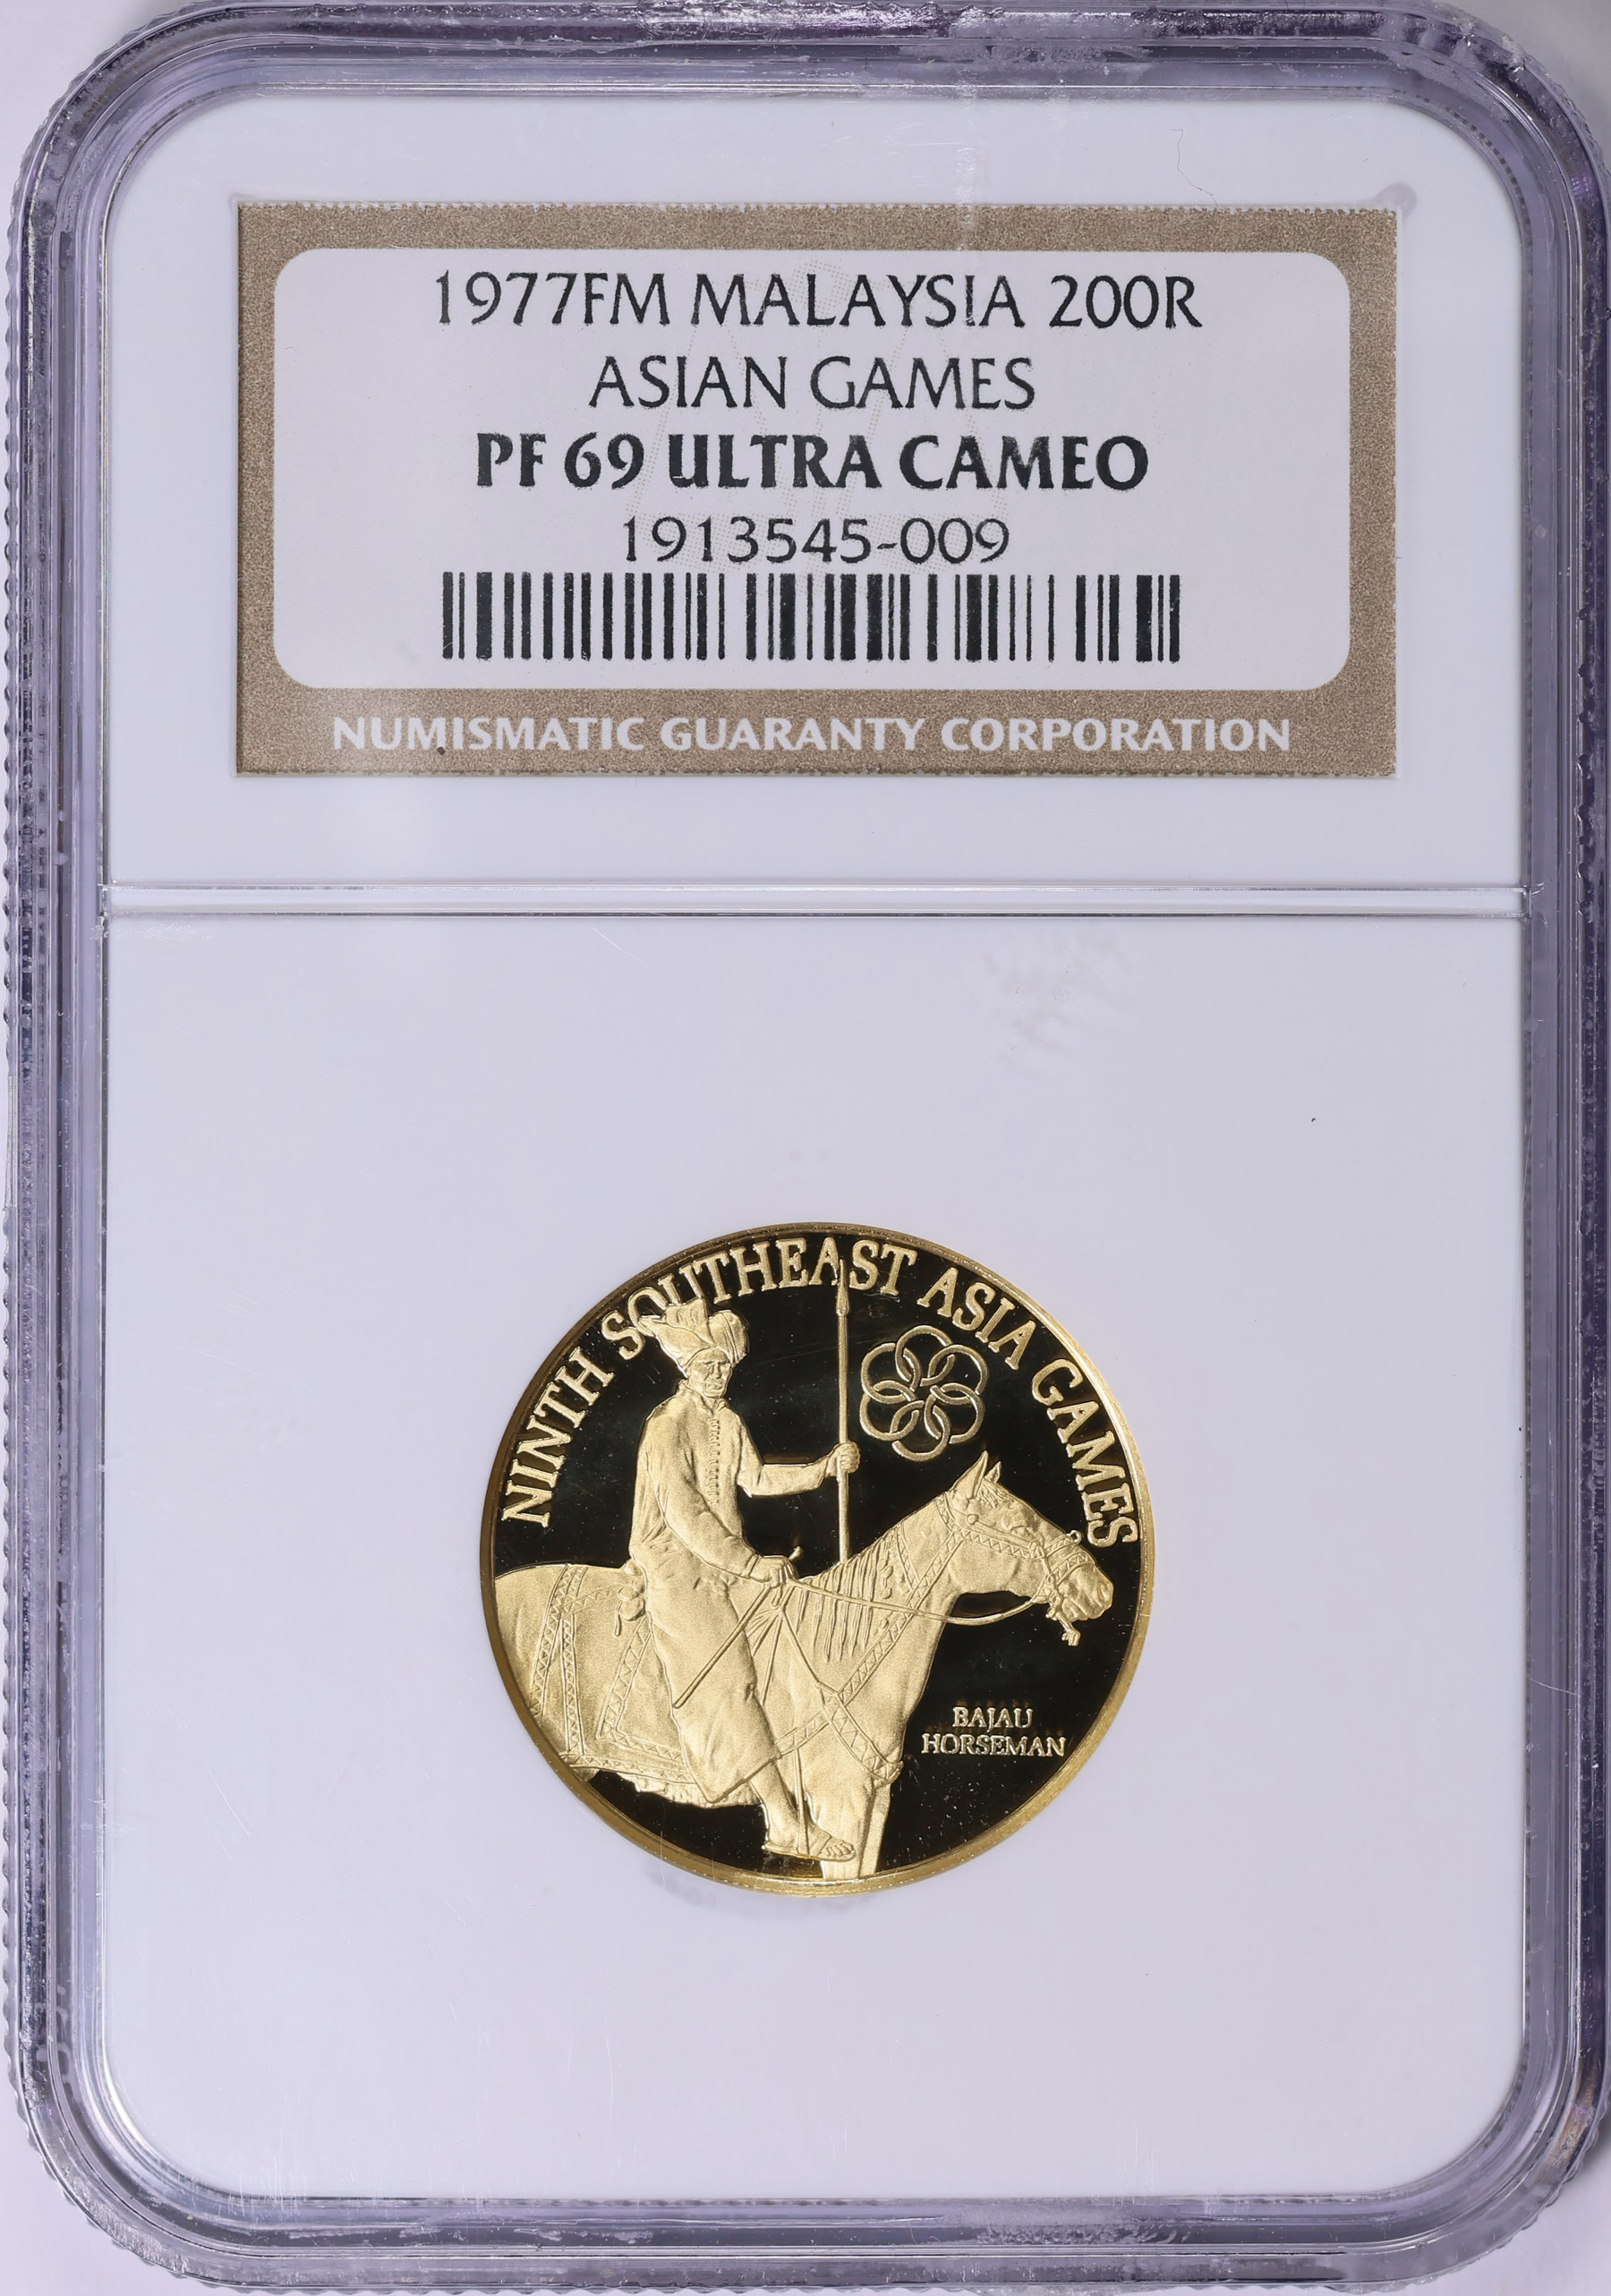 1977FM MALAYSIA 200R
ASIAN GAMES
PF 69 ULTRA CAMEO
1913545-009
NUMISMATIC GUARANTY CORPORATION
NINTH SOUTHEAST ASIA GAMES
BAJAU
HORSEMAN